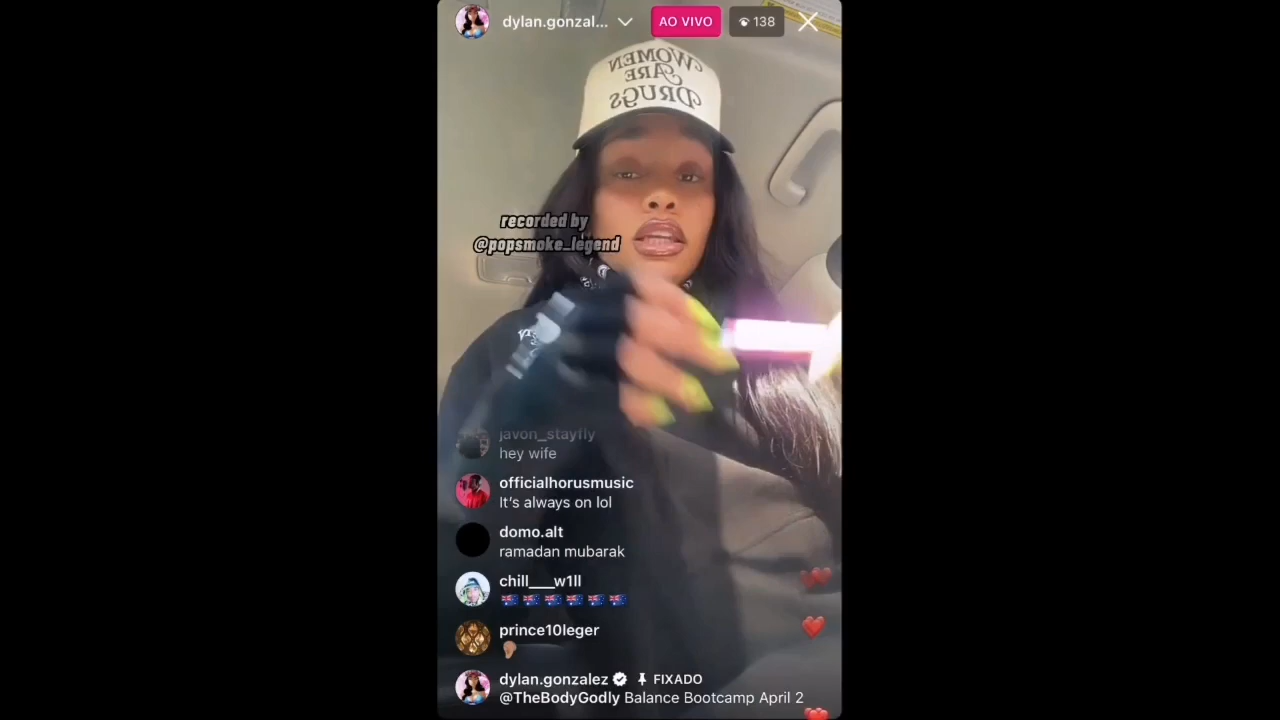 dylan.gonzal...
AO VIVO
138
WOMEN
ARE
DRUGS
recorded by
@popsmoke_legend
javon_stayfly
hey wife
officialhorusmusic
It's always on lol
domo.alt
ramadan mubarak
chill___w1ll
🇦🇺🇦🇺🇦🇺🇦🇺🇦🇺🇦🇺
prince10leger
👂🏽
dylan.gonzalez FIXADO
@TheBodyGodly Balance Bootcamp April 2